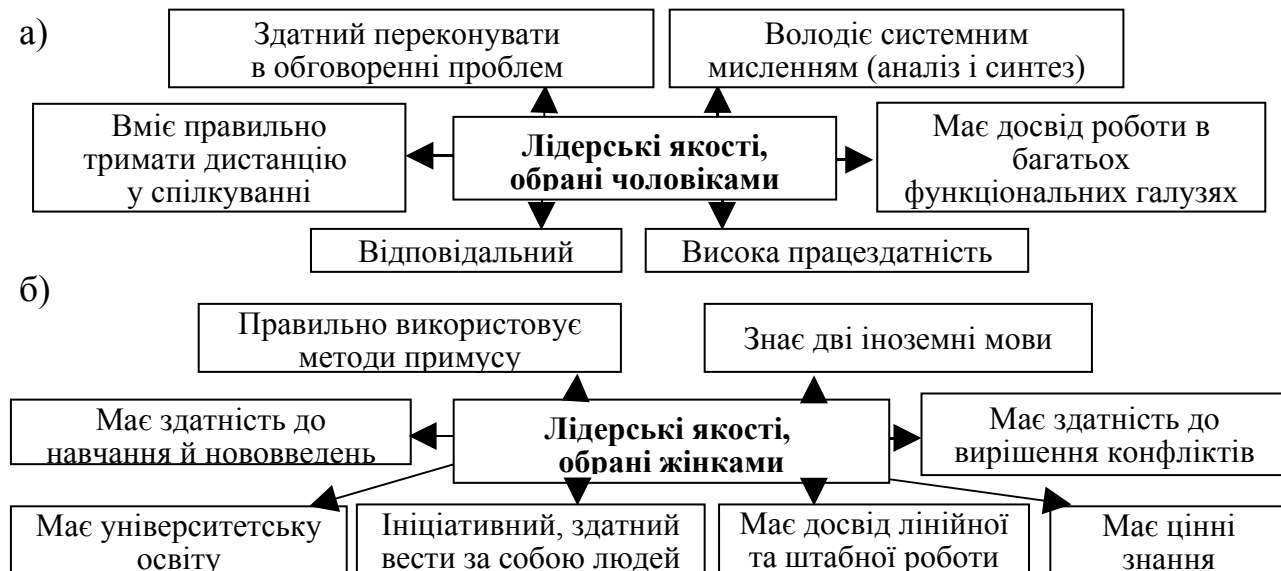 а)
Здатний переконувати
в обговоренні проблем
Володіє системним
мисленням (аналіз і синтез)
Вміє правильно
тримати дистанцію
у спілкуванні
Лідерські якості,
обрані чоловіками
Має досвід роботи в
багатьох
функціональних галузях
Відповідальний
Висока працездатність
б)
Правильно використовує
методи примусу
Знає дві іноземні мови
Має здатність до
навчання й нововведень
Лідерські якості,
обрані жінками
Має здатність до
вирішення конфліктів
Має університетську
освіту
Ініціативний, здатний
вести за собою людей
Має досвід лінійної
та штабної роботи
Має цінні
знання